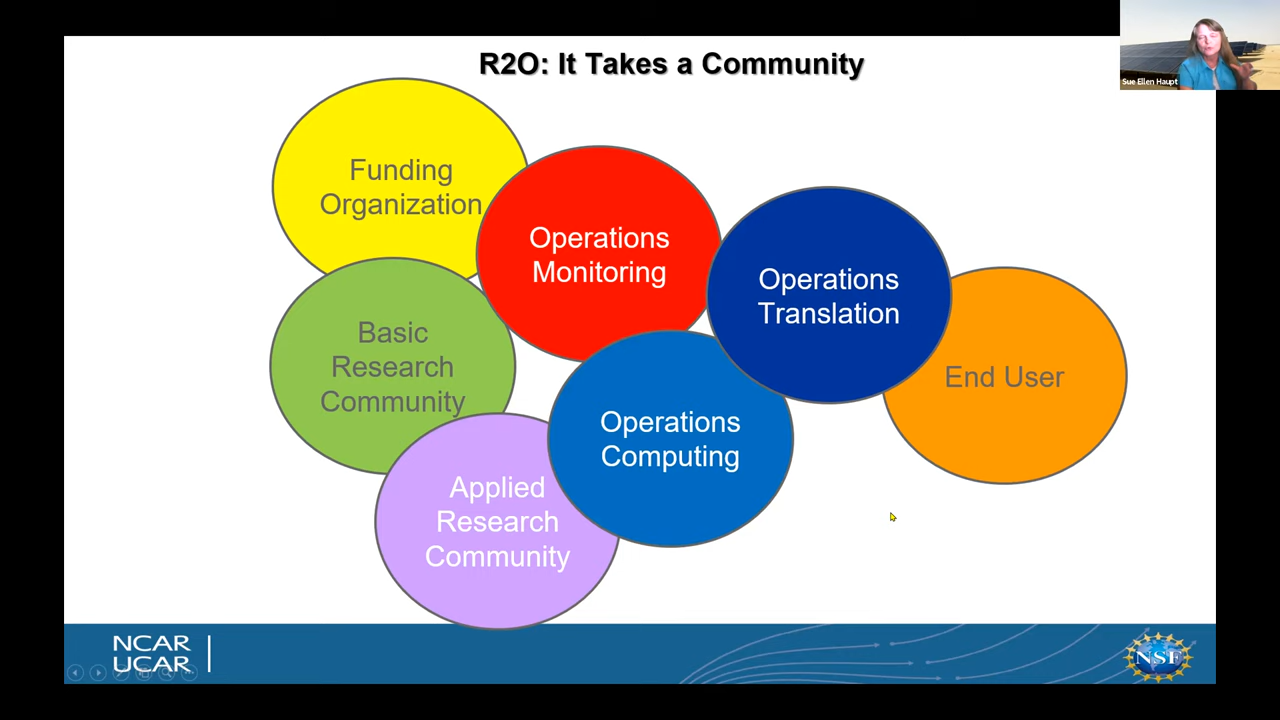 R2O: It Takes a Community
Sue Ellen Haupt
Funding
Organization
Operations
Monitoring
Operations
Translation
Basic
Research
Community
End User
Operations
Computing
Applied
Research
Community
NCAR
UCAR
NSF